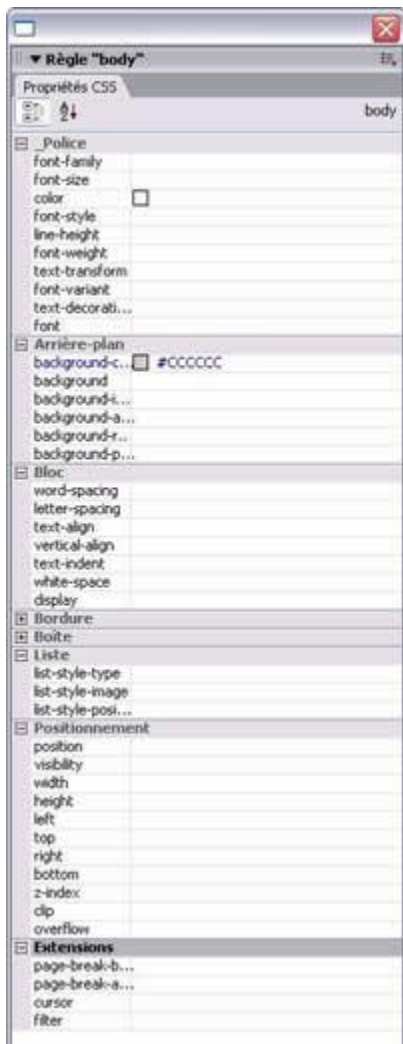 Règle "body"
Propriétés CSS
body
_Police
font-family
font-size
color
font-style
line-height
font-weight
text-transform
font-variant
text-decorati...
font
Arrière-plan
background-c... #CCCCCC
background
background-i...
background-a...
background-r...
background-p...
Bloc
word-spacing
letter-spacing
text-align
vertical-align
text-indent
white-space
display
Bordure
Boîte
Liste
list-style-type
list-style-image
list-style-posi...
Positionnement
position
visibility
width
height
left
top
right
bottom
z-index
clip
overflow
Extensions
page-break-b...
page-break-a...
cursor
filter